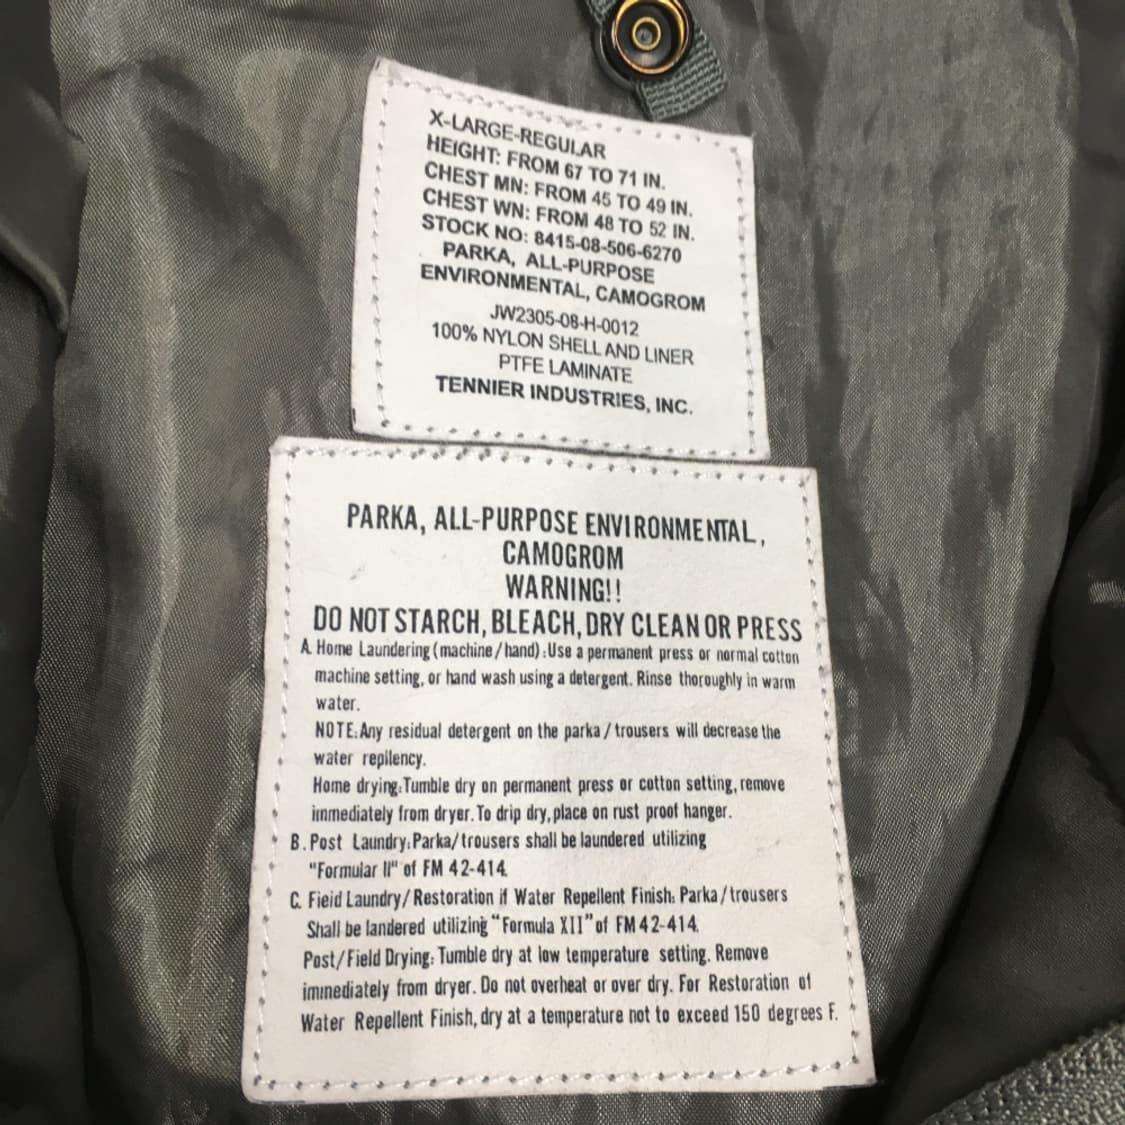 X-LARGE-REGULAR
HEIGHT: FROM 67 TO 71 IN.
CHEST MN: FROM 45 TO 49 IN.
CHEST WN: FROM 48 TO 52 IN.
STOCK NO: 8415-08-506-6270
PARKA, ALL-PURPOSE
ENVIRONMENTAL, CAMOGROM
JW2305-08-H-0012
100% NYLON SHELL AND LINER
PTFE LAMINATE
TENNIER INDUSTRIES, INC.
PARKA, ALL-PURPOSE ENVIRONMENTAL,
CAMOGROM
WARNING!!
DO NOT STARCH, BLEACH, DRY CLEAN OR PRESS
A. Home Laundering (machine/hand): Use a permanent press or normal cotton
machine setting, or hand wash using a detergent. Rinse thoroughly in warm
water.
NOTE: Any residual detergent on the parka/trousers will decrease the
water repilency.
Home drying: Tumble dry on permanent press or cotton setting, remove
immediately from dryer. To drip dry, place on rust proof hanger.
B. Post Laundry: Parka/trousers shall be laundered utilizing
"Formular II" of FM 42-414.
C. Fieid Laundry/Restoration if Water Repellent Finish: Parka/trousers
Shall be landered utilizing "Formula XII" of FM 42-414.
Post/Field Drying: Tumble dry at low temperature setting. Remove
immediately from dryer. Do not overheat or over dry. For Restoration of
Water Repellent Finish, dry at a temperature not to exceed 150 degrees F.